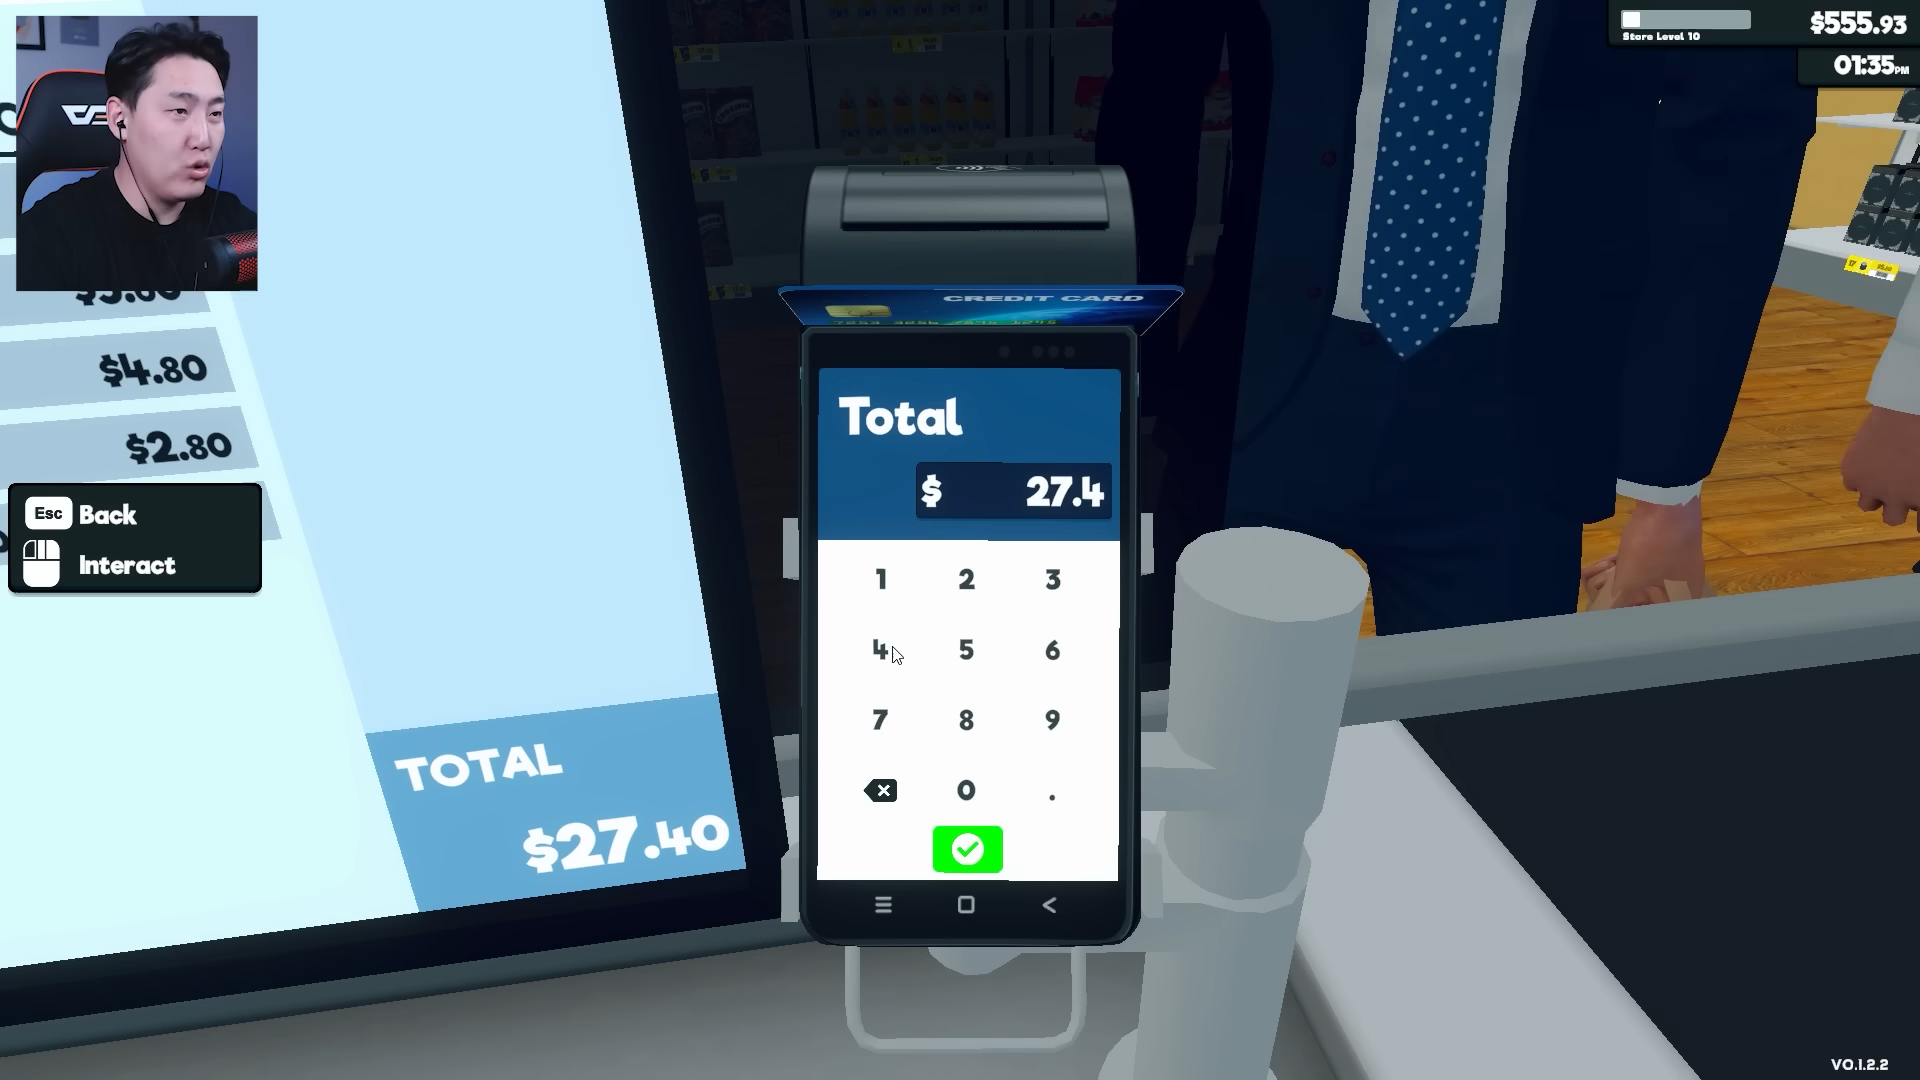 $555.93
Store Level 10
01:35PM
CREDIT CARD
$4.80
$2.80
Esc Back
Interact
Total
$ 27.4
1 2 3
4 5 6
7 8 9
0 .
TOTAL
$27.40
V0.1.2.2